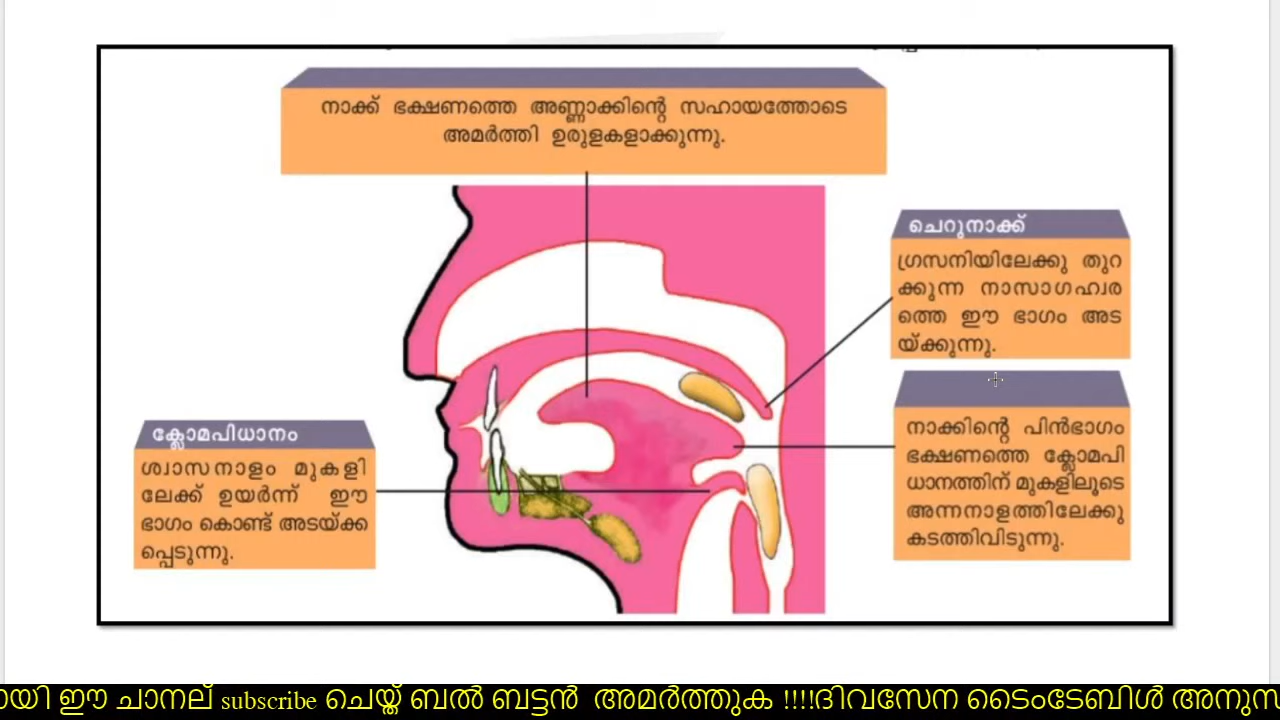 നാക്ക് ഭക്ഷണത്തെ അണ്ണാക്കിന്റെ സഹായത്തോടെ
അമർത്തി ഉരുളകളാക്കുന്നു.
ചെറുനാക്ക്
ഗ്രസനിയിലേക്കു തുറ
ക്കുന്ന നാസാഗഹ്വര
ത്തെ ഈ ഭാഗം അട
യ്ക്കുന്നു.
ക്ലോമപിധാനം
ശ്വാസനാളം മുകളി
ലേക്ക് ഉയർന്ന് ഈ
ഭാഗം കൊണ്ട് അടയ്ക്ക
പ്പെടുന്നു.
നാക്കിന്റെ പിൻഭാഗം
ഭക്ഷണത്തെ ക്ലോമപി
ധാനത്തിന് മുകളിലൂടെ
അന്നനാളത്തിലേക്കു
കടത്തിവിടുന്നു.
ഈ ചാനല് subscribe ചെയ്ത് ബൽ ബട്ടൻ അമർത്തുക !!!!ദിവസേന ടൈംടേബിൾ